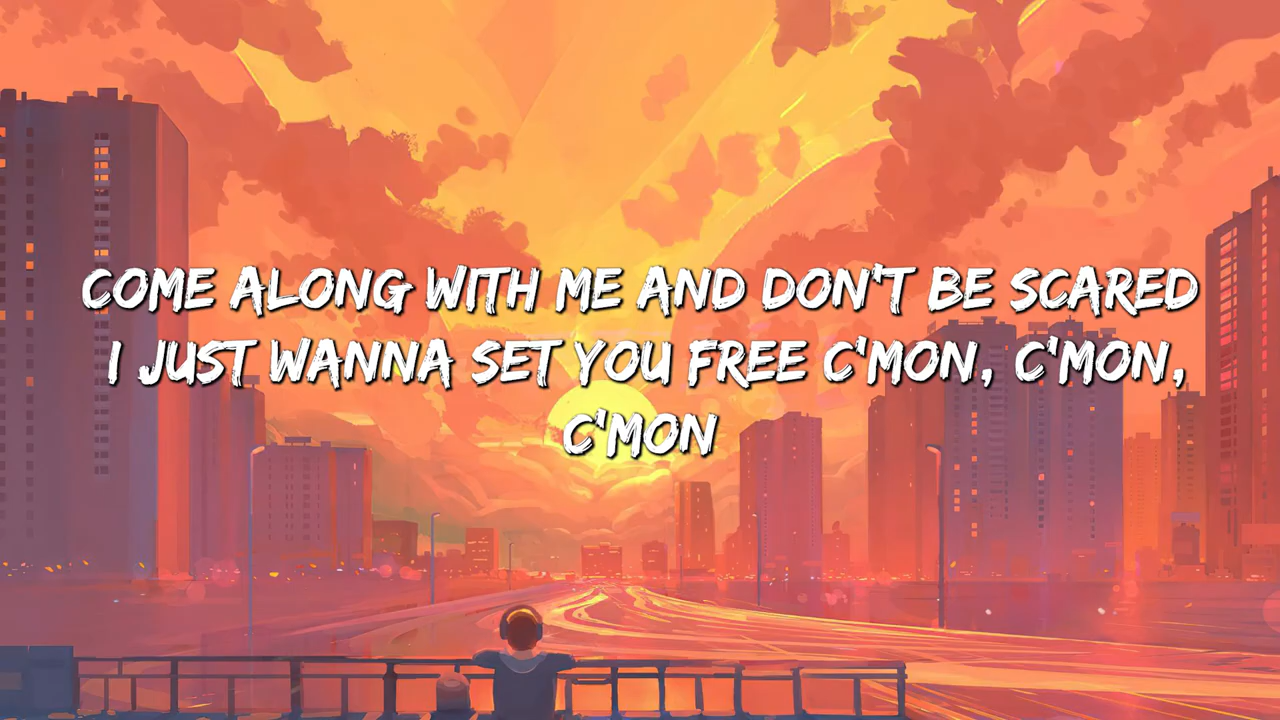 COME ALONG WITH ME AND DON'T BE SCARED
I JUST WANNA SET YOU FREE C'MON, C'MON,
C'MON